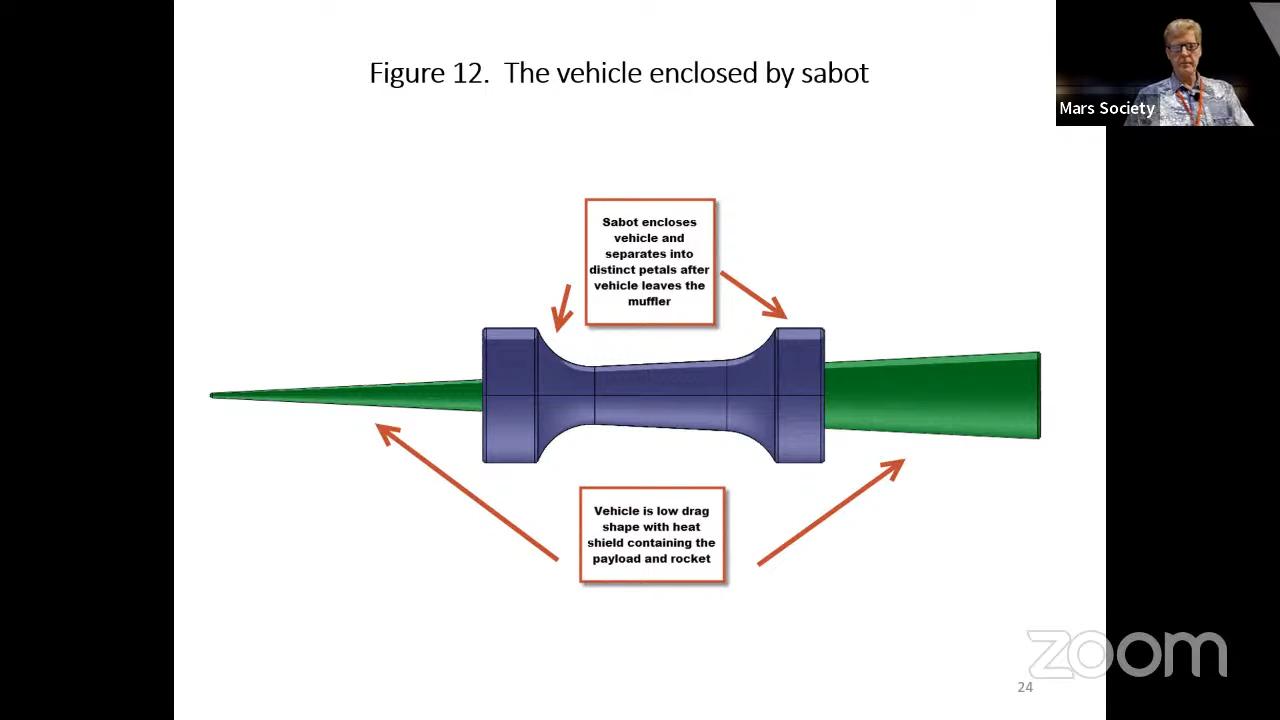 Figure 12. The vehicle enclosed by sabot
Mars Society
Sabot encloses
vehicle and
separates into
distinct petals after
vehicle leaves the
muffler
Vehicle is low drag
shape with heat
shield containing the
payload and rocket
zoom
24